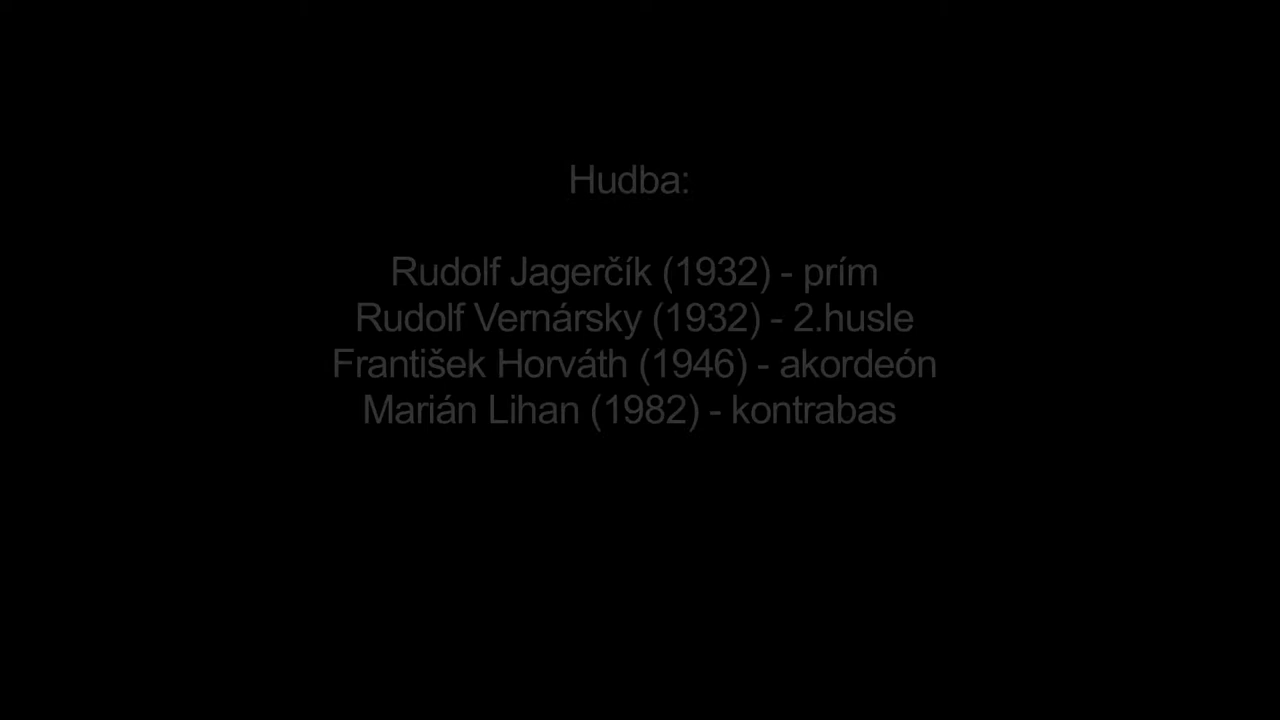 Hudba:
Rudolf Jagerčík (1932) - prím
Rudolf Vernársky (1932) - 2.husle
František Horváth (1946) - akordeón
Marián Lihan (1982) - kontrabas